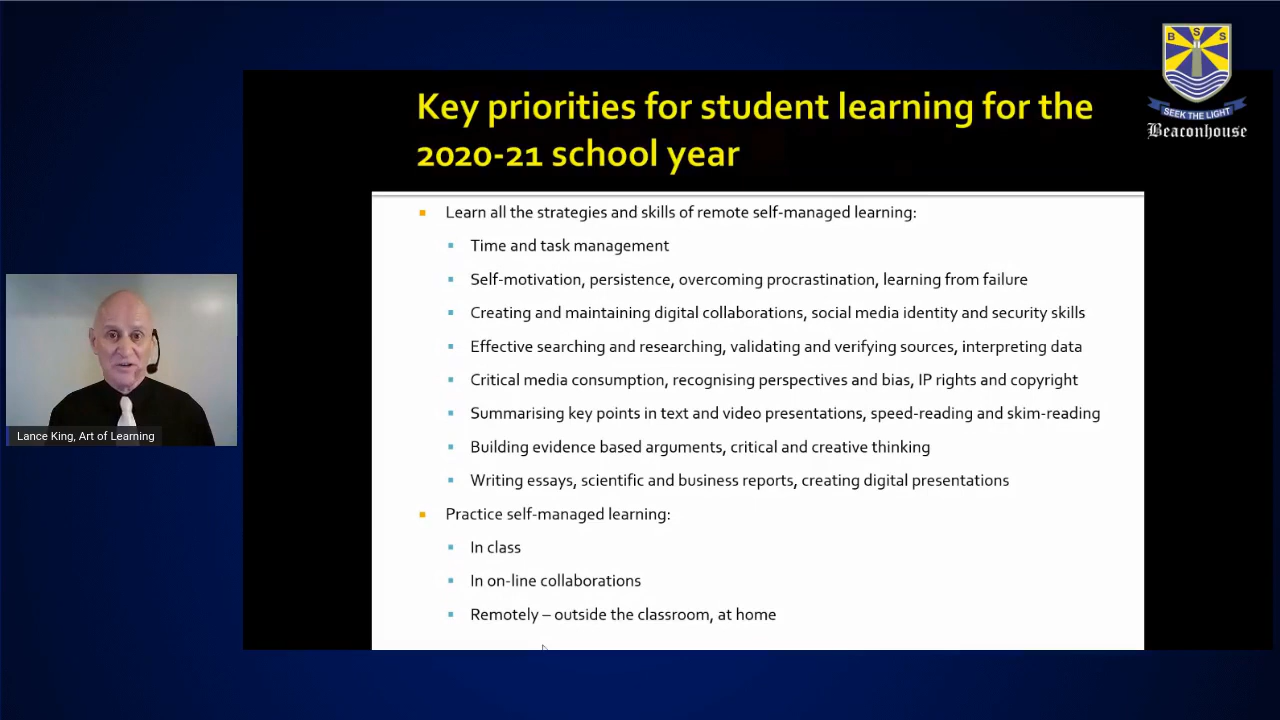 Key priorities for student learning for the
2020-21 school year
Learn all the strategies and skills of remote self-managed learning:
Time and task management
Self-motivation, persistence, overcoming procrastination, learning from failure
Creating and maintaining digital collaborations, social media identity and security skills
Effective searching and researching, validating and verifying sources, interpreting data
Critical media consumption, recognising perspectives and bias, IP rights and copyright
Summarising key points in text and video presentations, speed-reading and skim-reading
Building evidence based arguments, critical and creative thinking
Writing essays, scientific and business reports, creating digital presentations
Practice self-managed learning:
In class
In on-line collaborations
Remotely – outside the classroom, at home
Lance King, Art of Learning
B S S
SEEK THE LIGHT
Beaconhouse